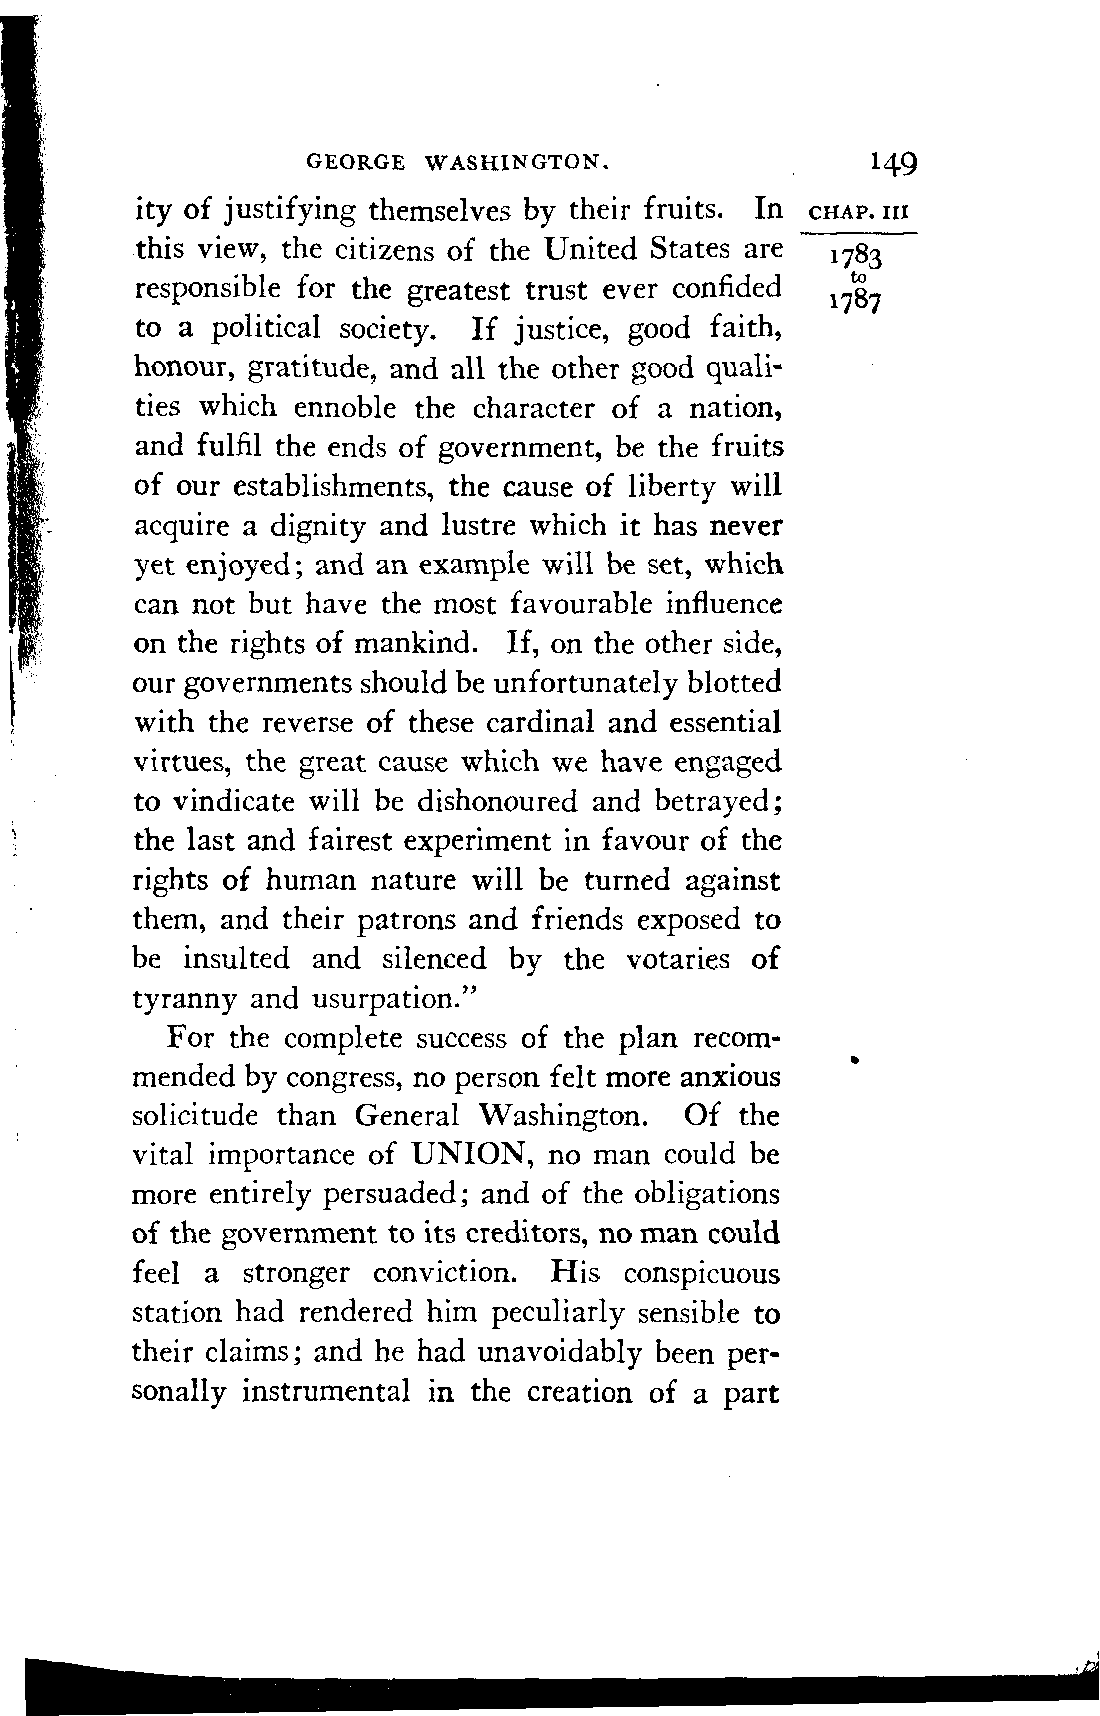 GEORGE WASHINGTON. 149
CHAP. III
1783
to
1787
ity of justifying themselves by their fruits. In
this view, the citizens of the United States are
responsible for the greatest trust ever confided
to a political society. If justice, good faith,
honour, gratitude, and all the other good quali-
ties which ennoble the character of a nation,
and fulfil the ends of government, be the fruits
of our establishments, the cause of liberty will
acquire a dignity and lustre which it has never
yet enjoyed; and an example will be set, which
can not but have the most favourable influence
on the rights of mankind. If, on the other side,
our governments should be unfortunately blotted
with the reverse of these cardinal and essential
virtues, the great cause which we have engaged
to vindicate will be dishonoured and betrayed;
the last and fairest experiment in favour of the
rights of human nature will be turned against
them, and their patrons and friends exposed to
be insulted and silenced by the votaries of
tyranny and usurpation.”
For the complete success of the plan recom-
mended by congress, no person felt more anxious
solicitude than General Washington. Of the
vital importance of UNION, no man could be
more entirely persuaded; and of the obligations
of the government to its creditors, no man could
feel a stronger conviction. His conspicuous
station had rendered him peculiarly sensible to
their claims; and he had unavoidably been per-
sonally instrumental in the creation of a part